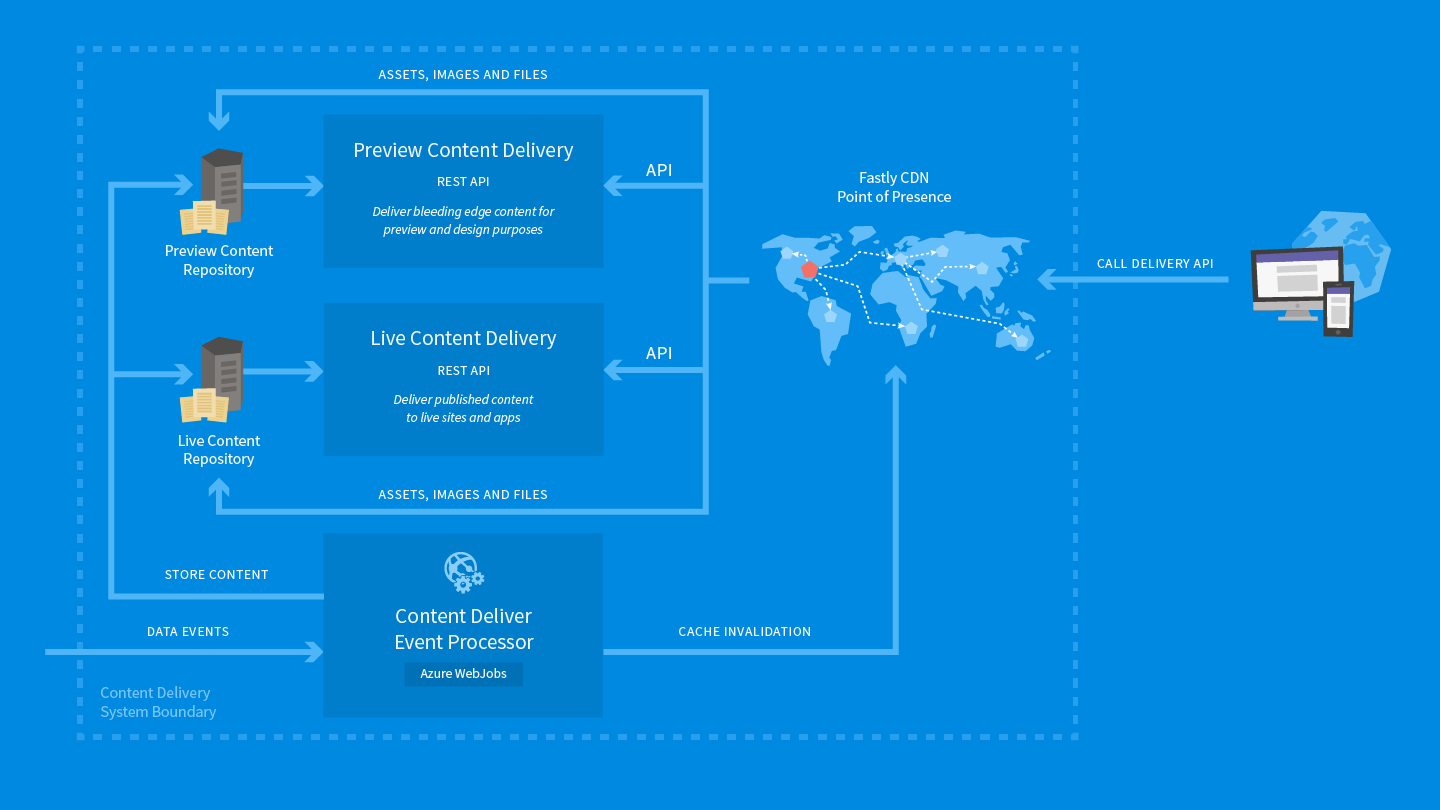 ASSETS, IMAGES AND FILES
Preview Content Delivery
REST API
Deliver bleeding edge content for
preview and design purposes
API
Fastly CDN
Point of Presence
Preview Content
Repository
CALL DELIVERY API
Live Content Delivery
REST API
Deliver published content
to live sites and apps
API
Live Content
Repository
ASSETS, IMAGES AND FILES
STORE CONTENT
Content Deliver
Event Processor
Azure WebJobs
DATA EVENTS
CACHE INVALIDATION
Content Delivery
System Boundary